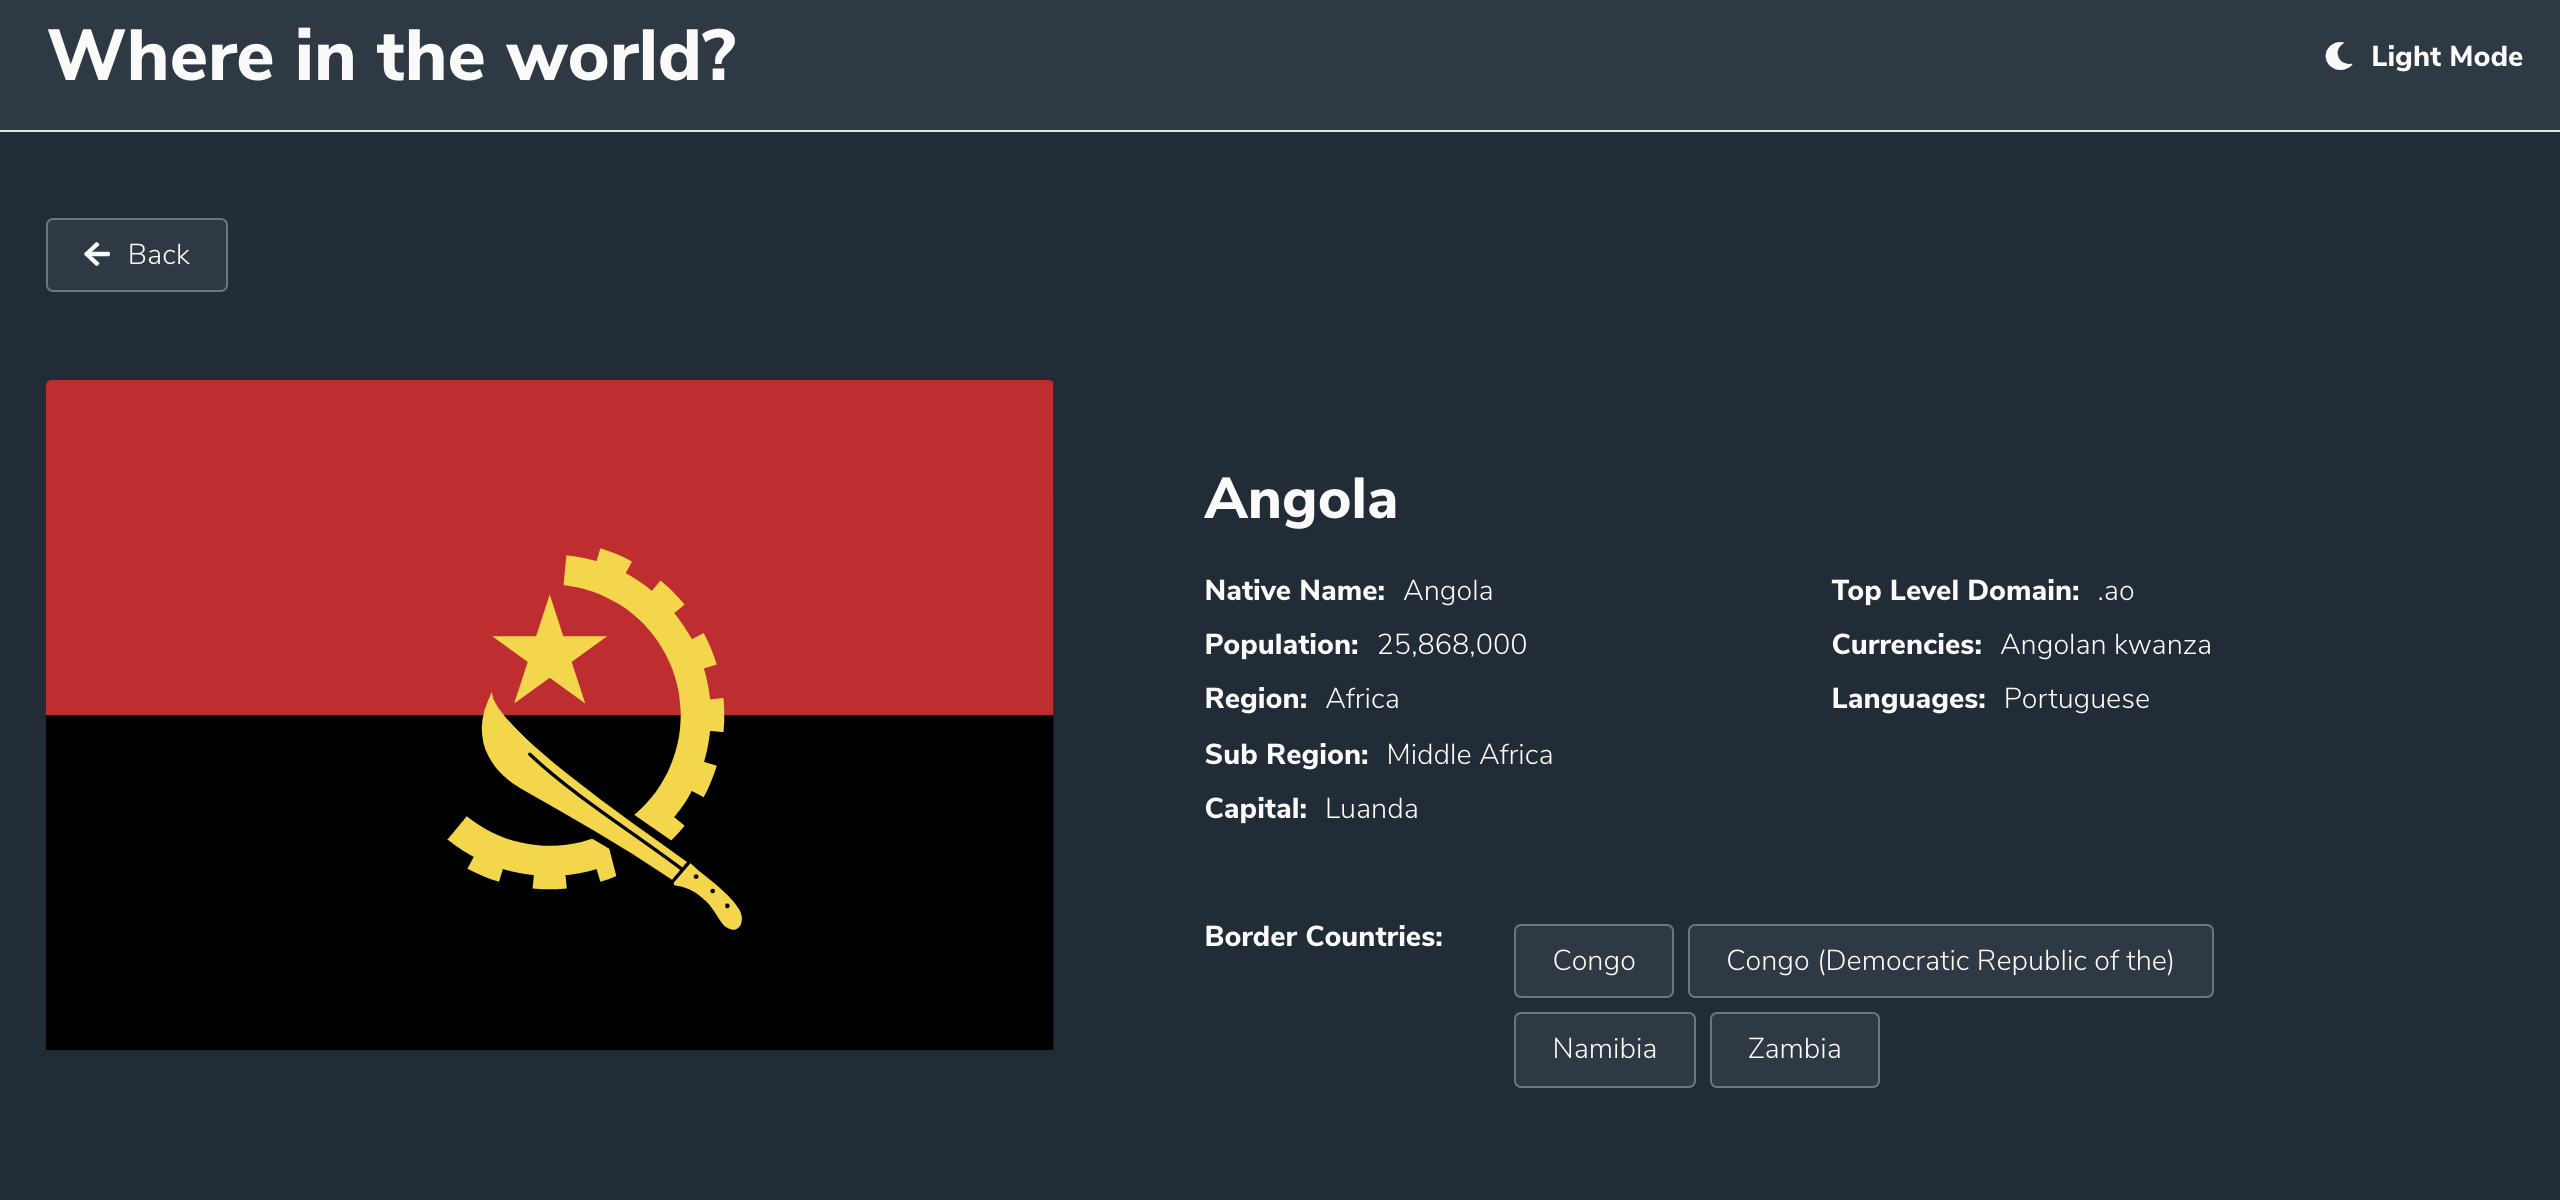 Where in the world?
Light Mode
Back
Angola
Native Name: Angola
Population: 25,868,000
Region: Africa
Sub Region: Middle Africa
Capital: Luanda
Top Level Domain: .ao
Currencies: Angolan kwanza
Languages: Portuguese
Border Countries:
Congo
Congo (Democratic Republic of the)
Namibia
Zambia